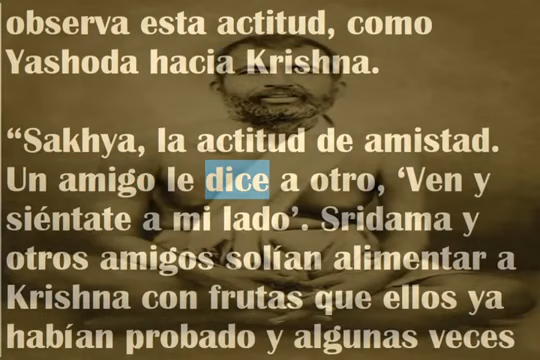 observa esta actitud, como
Yashoda hacia Krishna.
“Sakhya, la actitud de amistad.
Un amigo le dice a otro, ‘Ven y
siéntate a mi lado’. Sridama y
otros amigos solían alimentar a
Krishna con frutas que ellos ya
habían probado y algunas veces